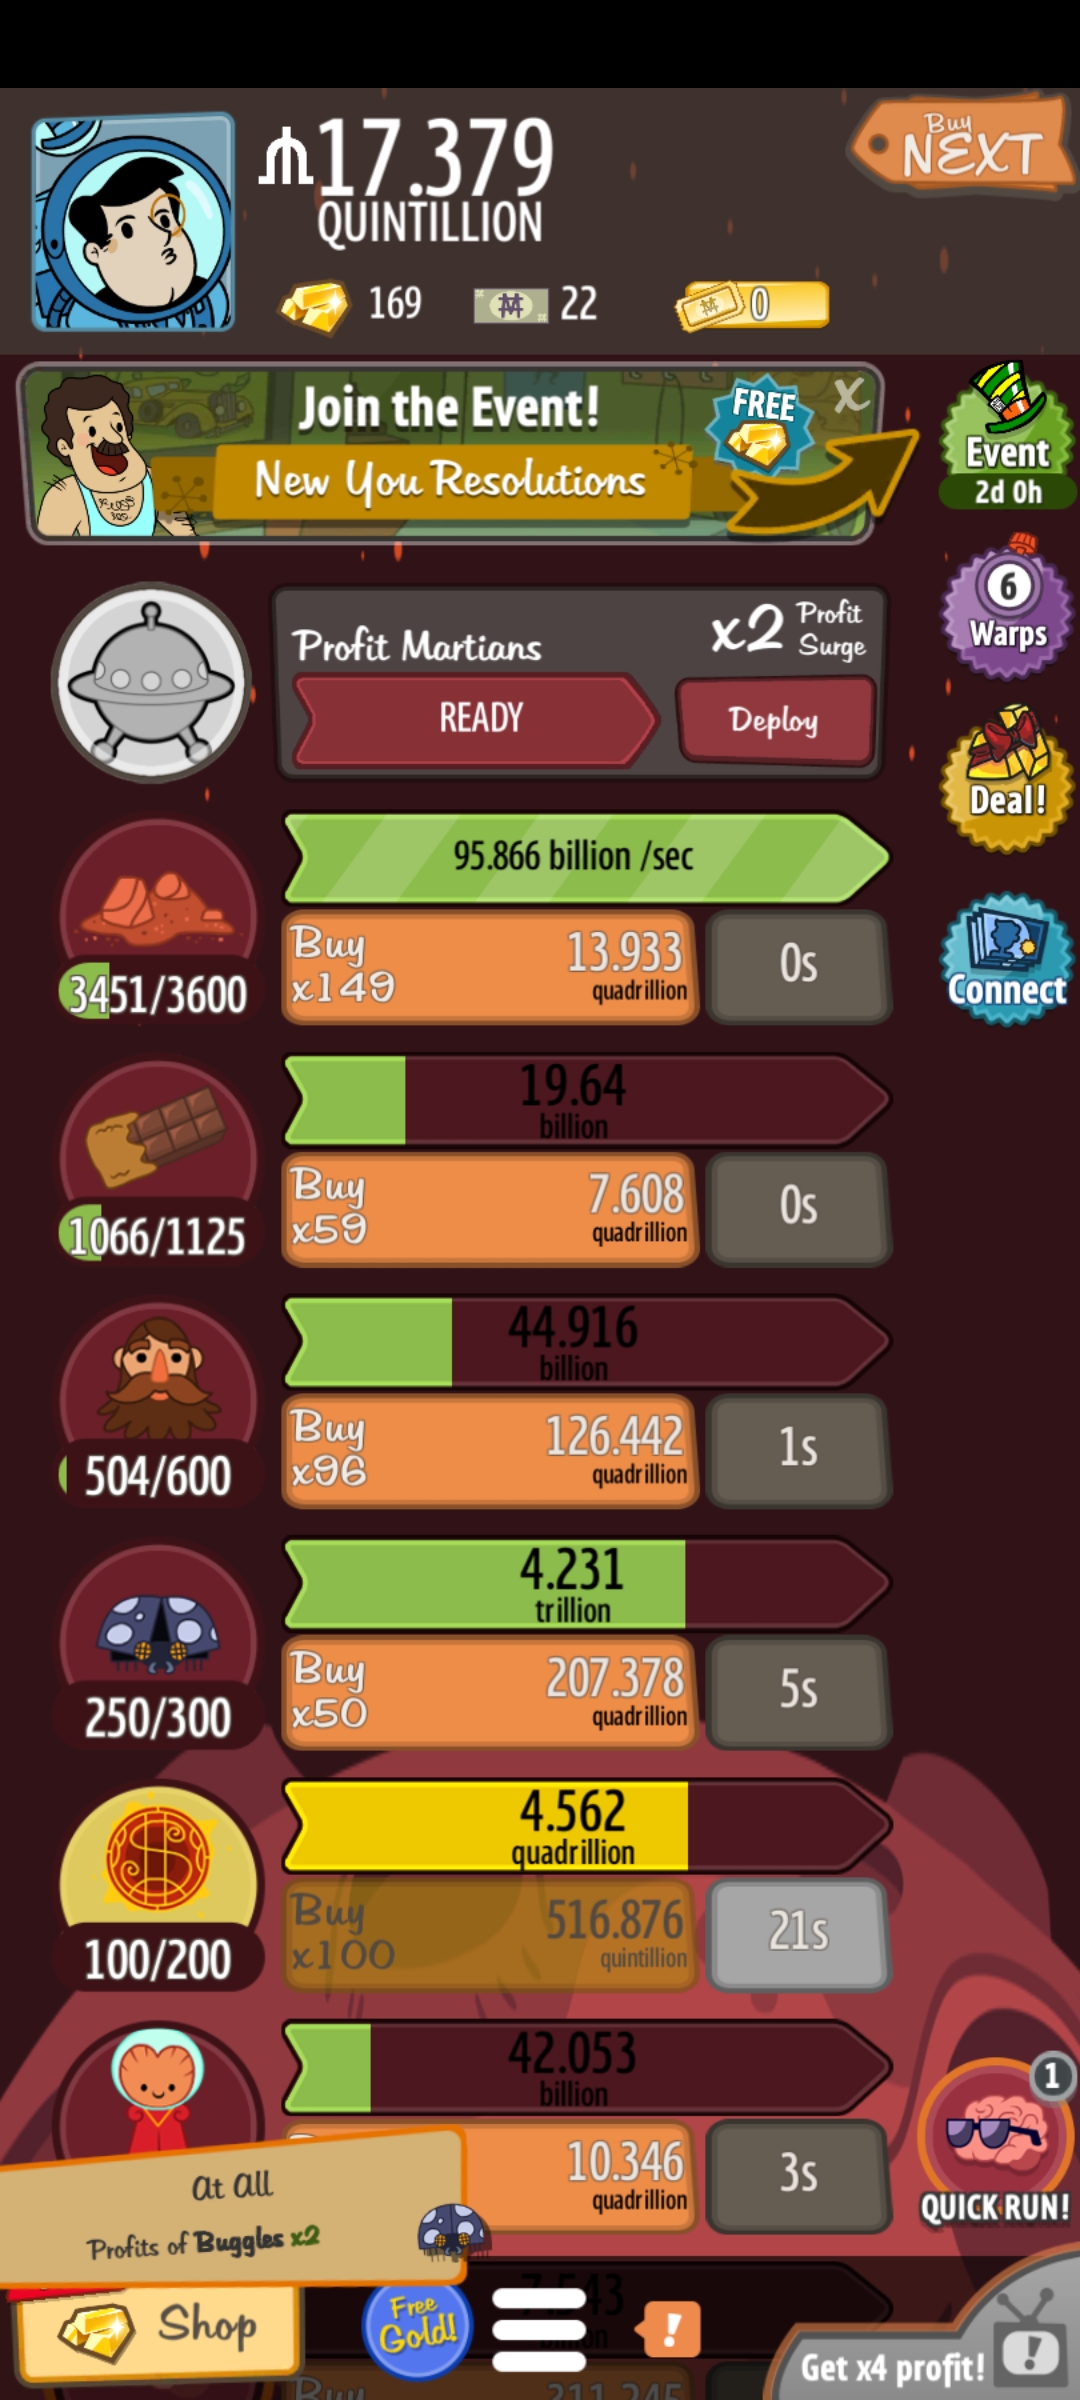 17.379
QUINTILLION
Buy
NEXT
169
22
0
Join the Event!
New You Resolutions
FREE
X
Event
2d 0h
6
Warps
Profit Martians
x2 Profit Surge
READY
Deploy
Deal!
95.866 billion /sec
3451/3600
Buy x149
13.933 quadrillion
0s
Connect
19.64
billion
1066/1125
Buy x59
7.608 quadrillion
0s
44.916
billion
504/600
Buy x96
126.442 quadrillion
1s
4.231
trillion
250/300
Buy x50
207.378 quadrillion
5s
4.562
quadrillion
100/200
Buy x100
516.876 quintillion
21s
42.053
billion
10.346
quadrillion
3s
1
QUICK RUN!
At All
Profits of Buggles x2
Shop
Free
Gold!
!
Get x4 profit!
!
Buy
311.245